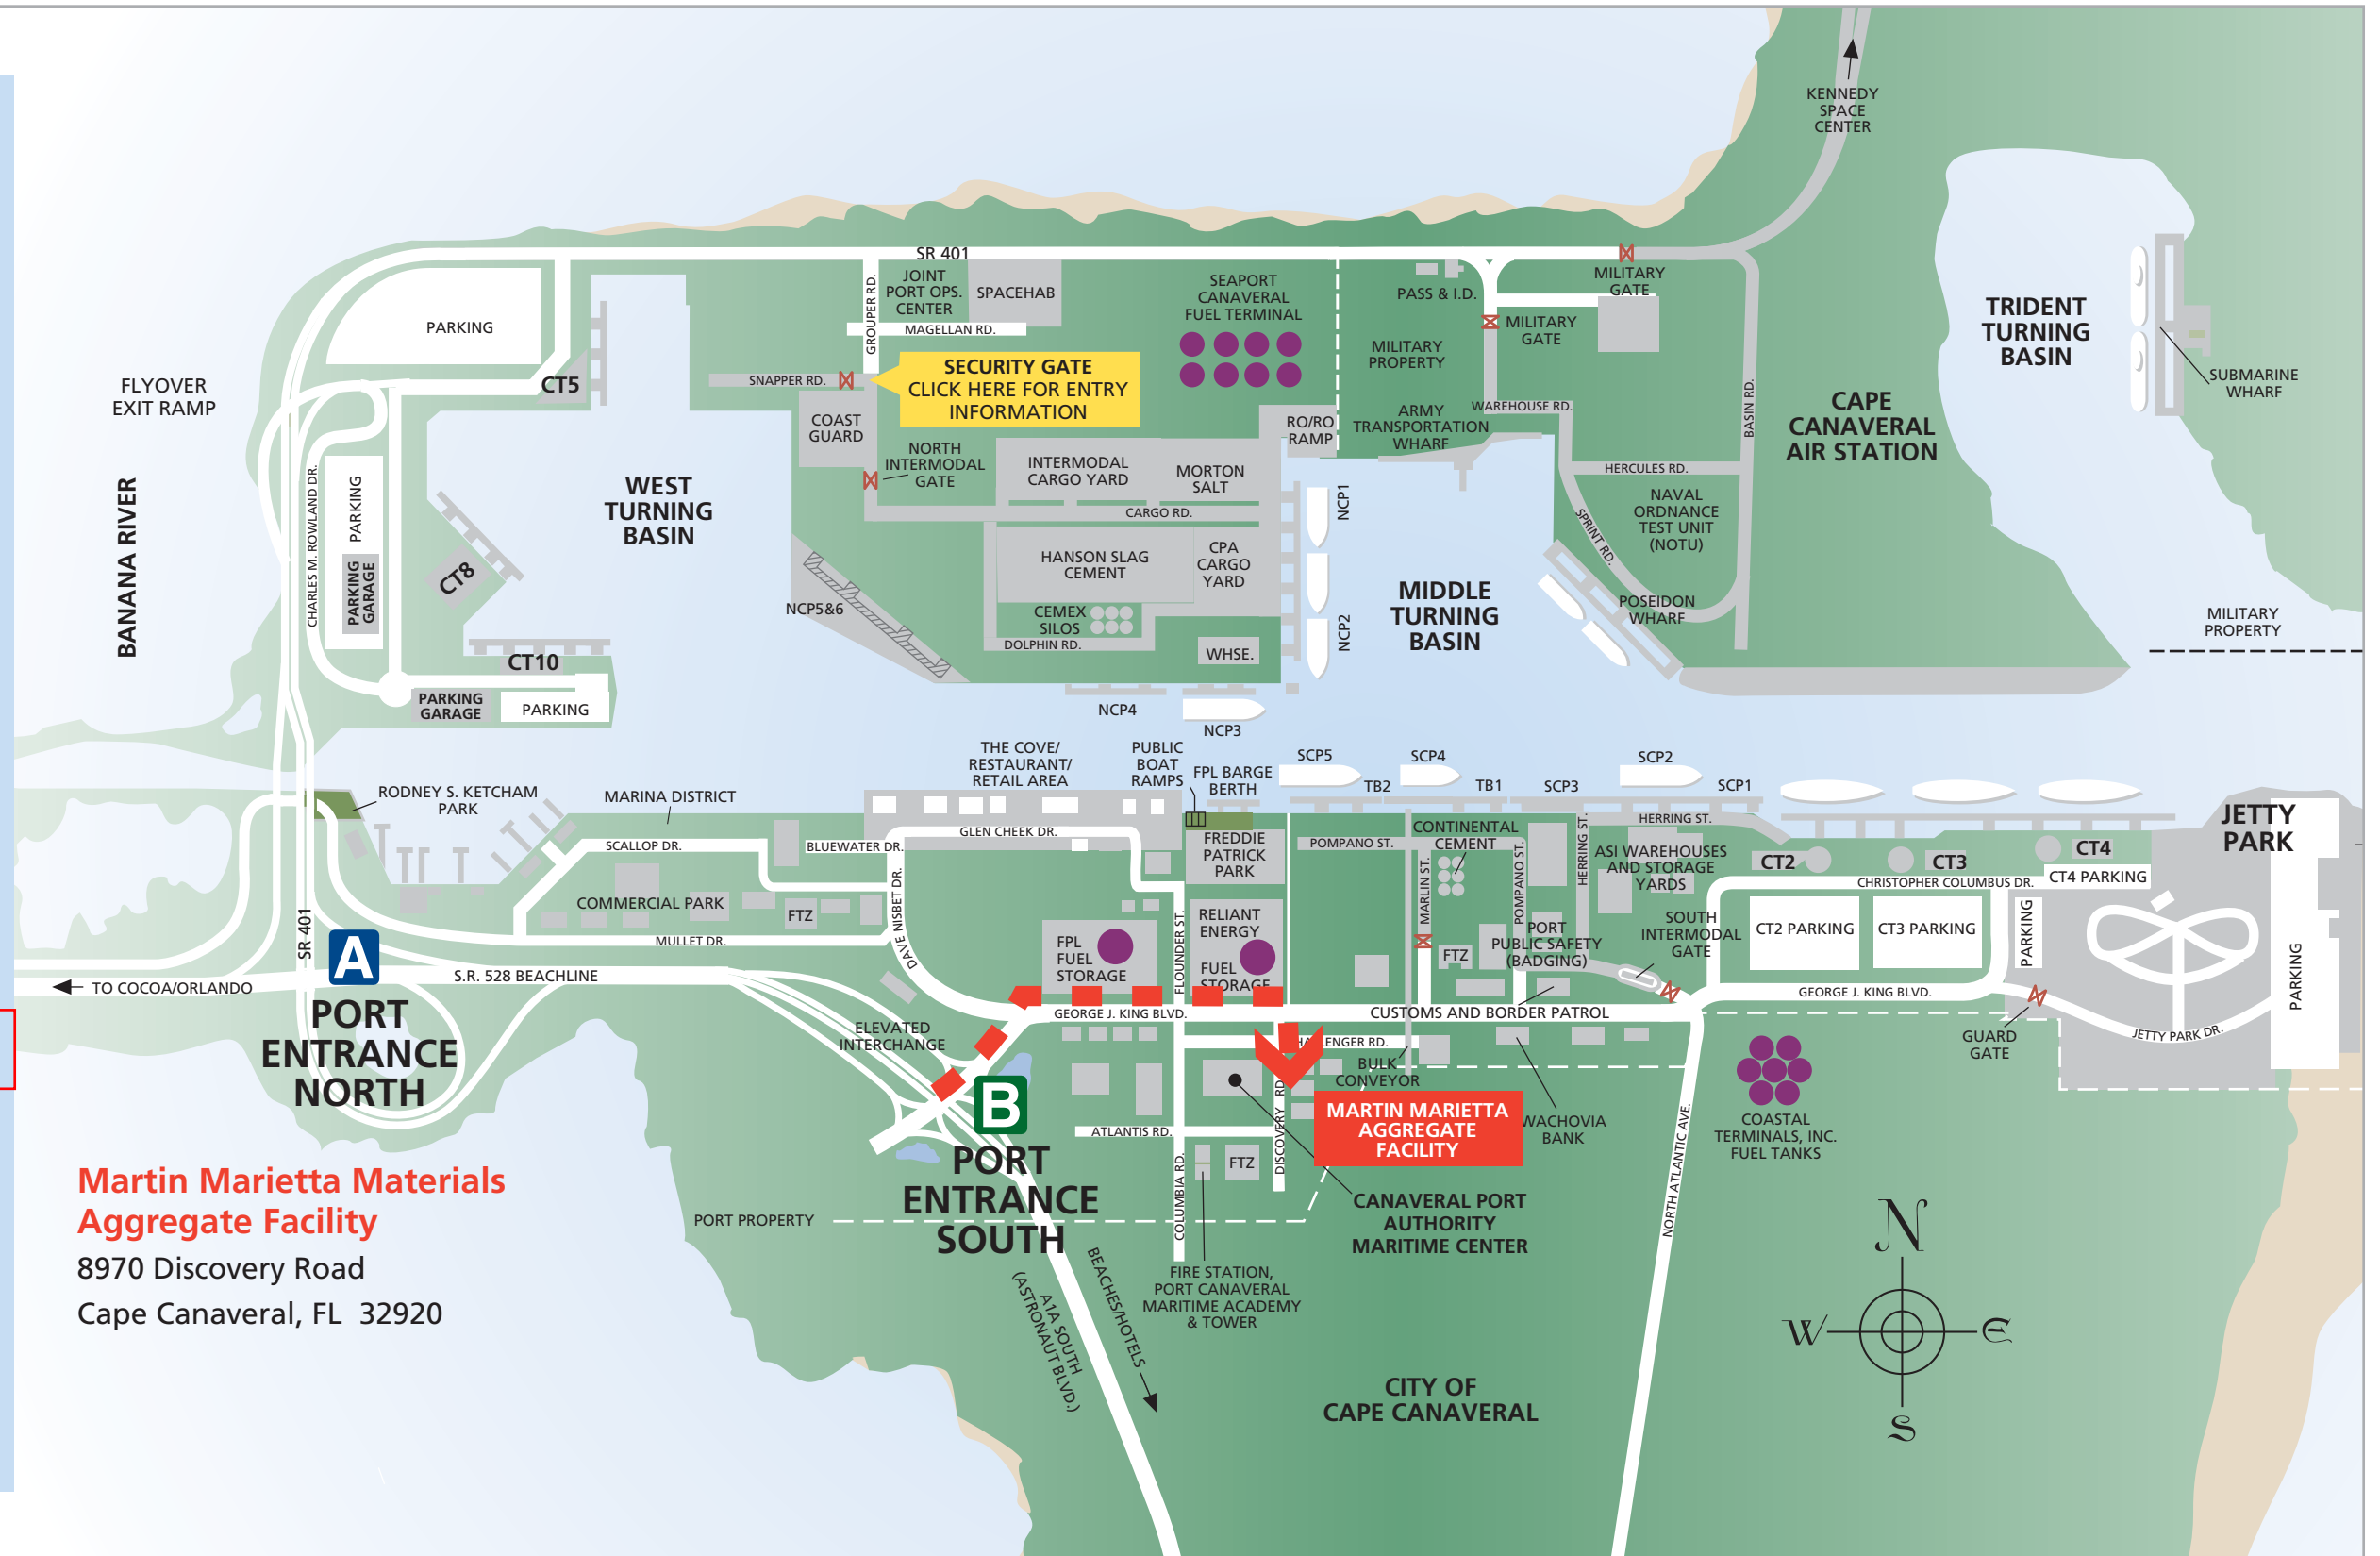 KENNEDY
SPACE
CENTER
SR 401
GROUPER RD.
JOINT
PORT OPS.
CENTER
SPACEHAB
MAGELLAN RD.
SEAPORT
CANAVERAL
FUEL TERMINAL
PASS & I.D.
MILITARY
GATE
MILITARY
GATE
MILITARY
PROPERTY
TRIDENT
TURNING
BASIN
SUBMARINE
WHARF
PARKING
FLYOVER
EXIT RAMP
CT5
SNAPPER RD.
SECURITY GATE
CLICK HERE FOR ENTRY
INFORMATION
COAST
GUARD
NORTH
INTERMODAL
GATE
INTERMODAL
CARGO YARD
MORTON
SALT
RO/RO
RAMP
ARMY
TRANSPORTATION
WHARF
WAREHOUSE RD.
BASIN RD.
CAPE
CANAVERAL
AIR STATION
HERCULES RD.
NAVAL
ORDNANCE
TEST UNIT
(NOTU)
SPRINT RD.
BANANA RIVER
CHARLES M. ROWLAND DR.
PARKING
PARKING
GARAGE
CT8
WEST
TURNING
BASIN
CARGO RD.
NCP1
HANSON SLAG
CEMENT
CPA
CARGO
YARD
NCP5&6
CEMEX
SILOS
DOLPHIN RD.
WHSE.
NCP2
MIDDLE
TURNING
BASIN
POSEIDON
WHARF
MILITARY
PROPERTY
CT10
PARKING
GARAGE
PARKING
NCP4
NCP3
THE COVE/
RESTAURANT/
RETAIL AREA
PUBLIC
BOAT
RAMPS
FPL BARGE
BERTH
SCP5
SCP4
SCP2
TB2
TB1
SCP3
SCP1
RODNEY S. KETCHAM
PARK
MARINA DISTRICT
SCALLOP DR.
BLUEWATER DR.
GLEN CHEEK DR.
FREDDIE
PATRICK
PARK
POMPANO ST.
CONTINENTAL
CEMENT
HERRING ST.
HERRING ST.
ASI WAREHOUSES
AND STORAGE
YARDS
CT2
CT3
CT4
JETTY
PARK
CHRISTOPHER COLUMBUS DR.
CT4 PARKING
COMMERCIAL PARK
FTZ
DAVE NISBET DR.
MULLET DR.
FPL
FUEL
STORAGE
FLOUNDER ST.
RELIANT
ENERGY
FUEL
STORAGE
MARLIN ST.
POMPANO ST.
FTZ
PORT
PUBLIC SAFETY
(BADGING)
SOUTH
INTERMODAL
GATE
CT2 PARKING
CT3 PARKING
PARKING
PARKING
SR 401
A
S.R. 528 BEACHLINE
TO COCOA/ORLANDO
PORT
ENTRANCE
NORTH
ELEVATED
INTERCHANGE
GEORGE J. KING BLVD.
CUSTOMS AND BORDER PATROL
GEORGE J. KING BLVD.
GUARD
GATE
JETTY PARK DR.
BULK
CONVEYOR
WACHOVIA
BANK
COASTAL
TERMINALS, INC.
FUEL TANKS
B
PORT
ENTRANCE
SOUTH
ATLANTIS RD.
DISCOVERY RD.
MARTIN MARIETTA
AGGREGATE
FACILITY
FTZ
COLUMBIA RD.
NORTH ATLANTIC AVE.
CANAVERAL PORT
AUTHORITY
MARITIME CENTER
PORT PROPERTY
FIRE STATION,
PORT CANAVERAL
MARITIME ACADEMY
& TOWER
BEACHES/HOTELS
A1A SOUTH
(ASTRONAUT BLVD.)
CITY OF
CAPE CANAVERAL
N
W
E
S
Martin Marietta Materials
Aggregate Facility
8970 Discovery Road
Cape Canaveral, FL 32920